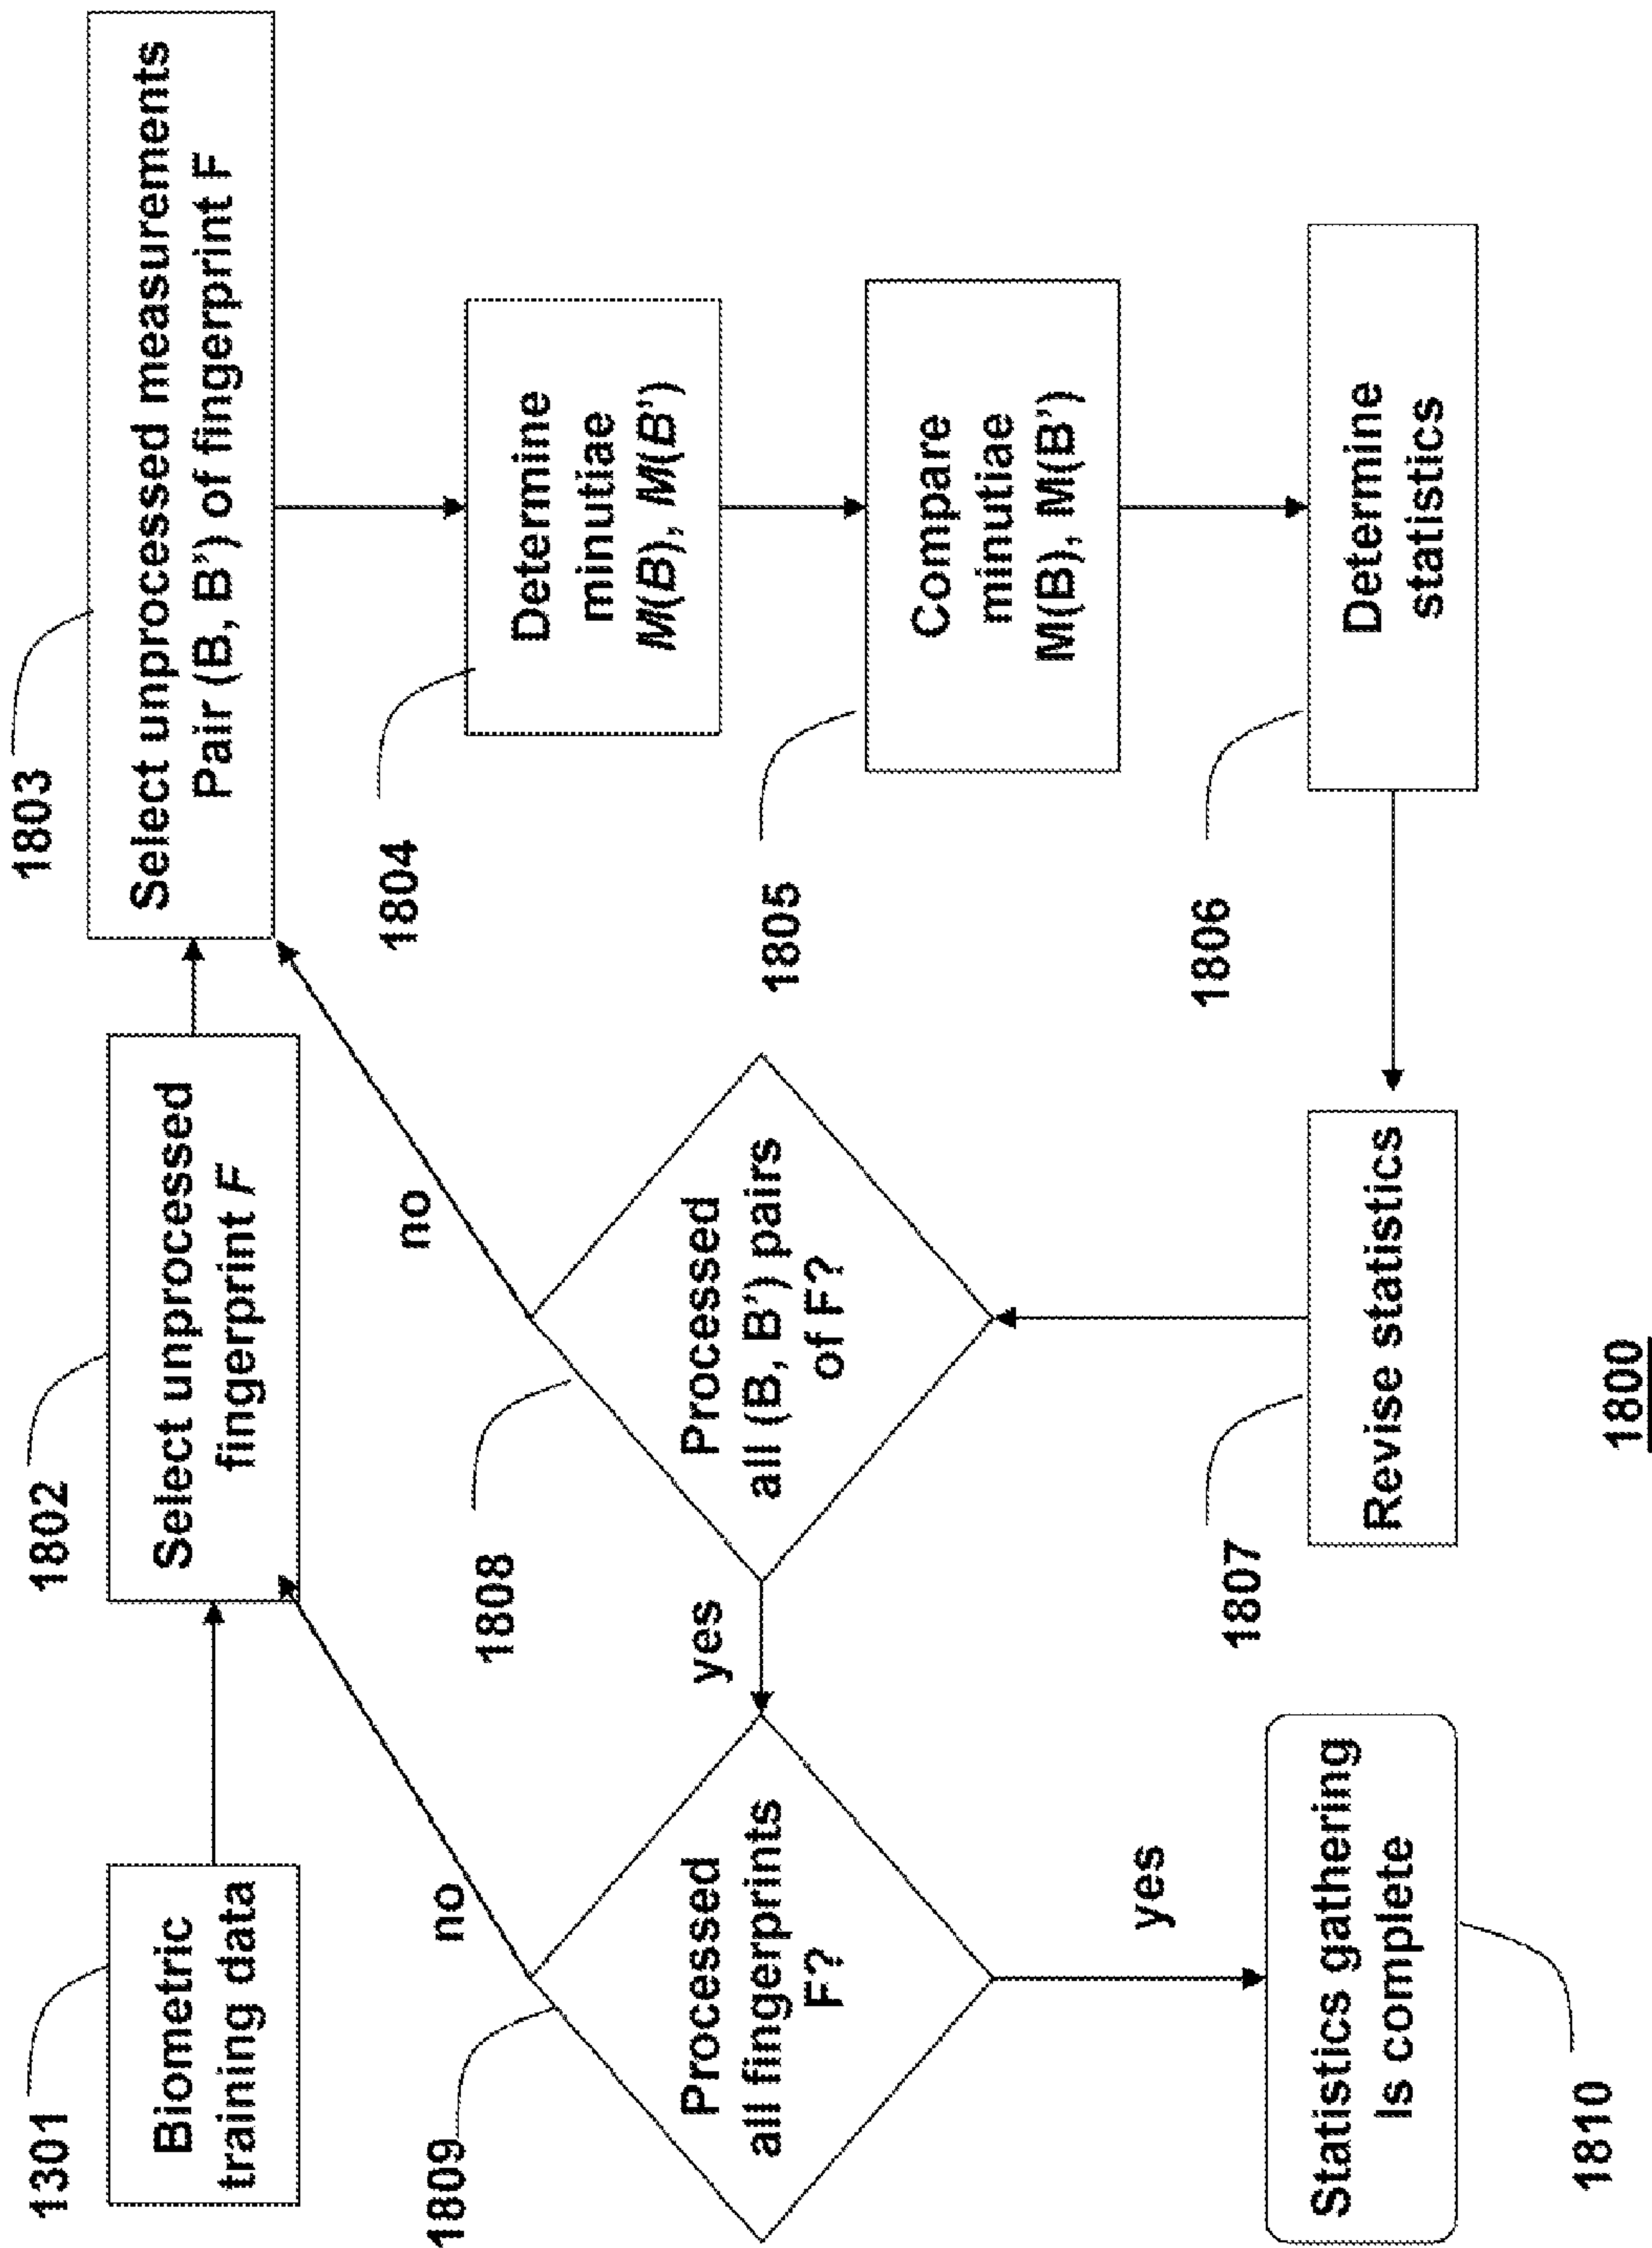 1301
Biometric
training data
1802
Select unprocessed
fingerprint F
1803
Select unprocessed measurements
Pair (B, B') of fingerprint F
1804
Determine
minutiae
M(B), M(B')
1805
Compare
minutiae
M(B), M(B')
1806
Determine
statistics
1807
Revise statistics
1808
Processed
all (B, B') pairs
of F?
no
yes
1809
Processed
all fingerprints
F?
no
yes
1810
Statistics gathering
Is complete
1800